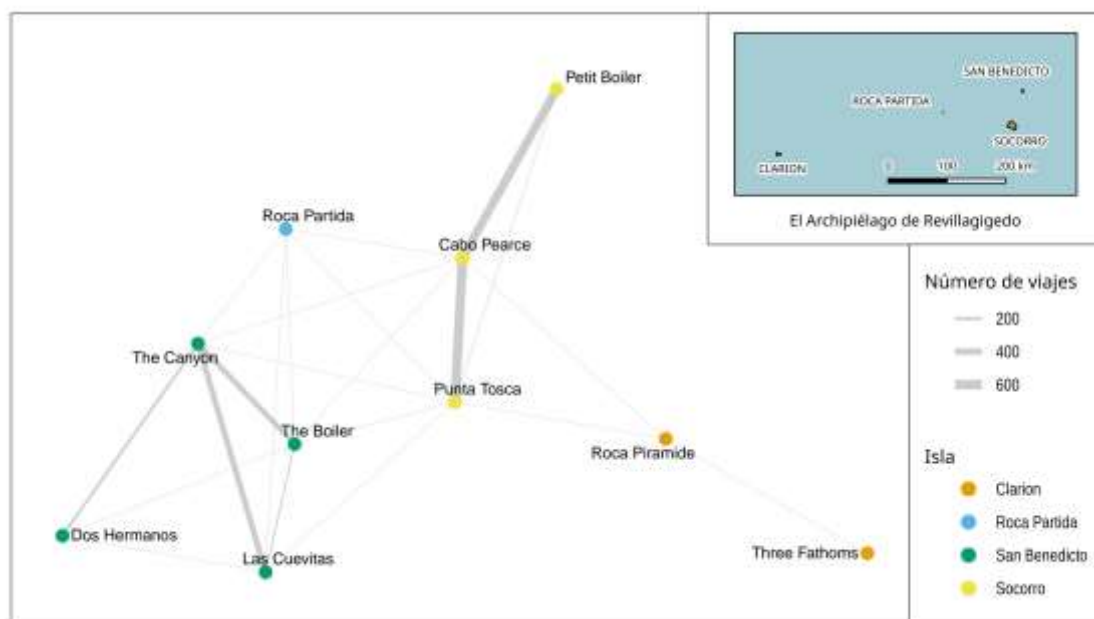 Petit Boiler
Roca Partida
Cabo Pearce
The Canyon
Punta Tosca
The Boiler
Roca Piramide
Dos Hermanos
Las Cuevitas
Three Fathoms
SAN BENEDICTO
ROCA PARTIDA
SOCORRO
CLARION
100
200 km
El Archipiélago de Revillagigedo
Número de viajes
200
400
600
Isla
Clarion
Roca Partida
San Benedicto
Socorro